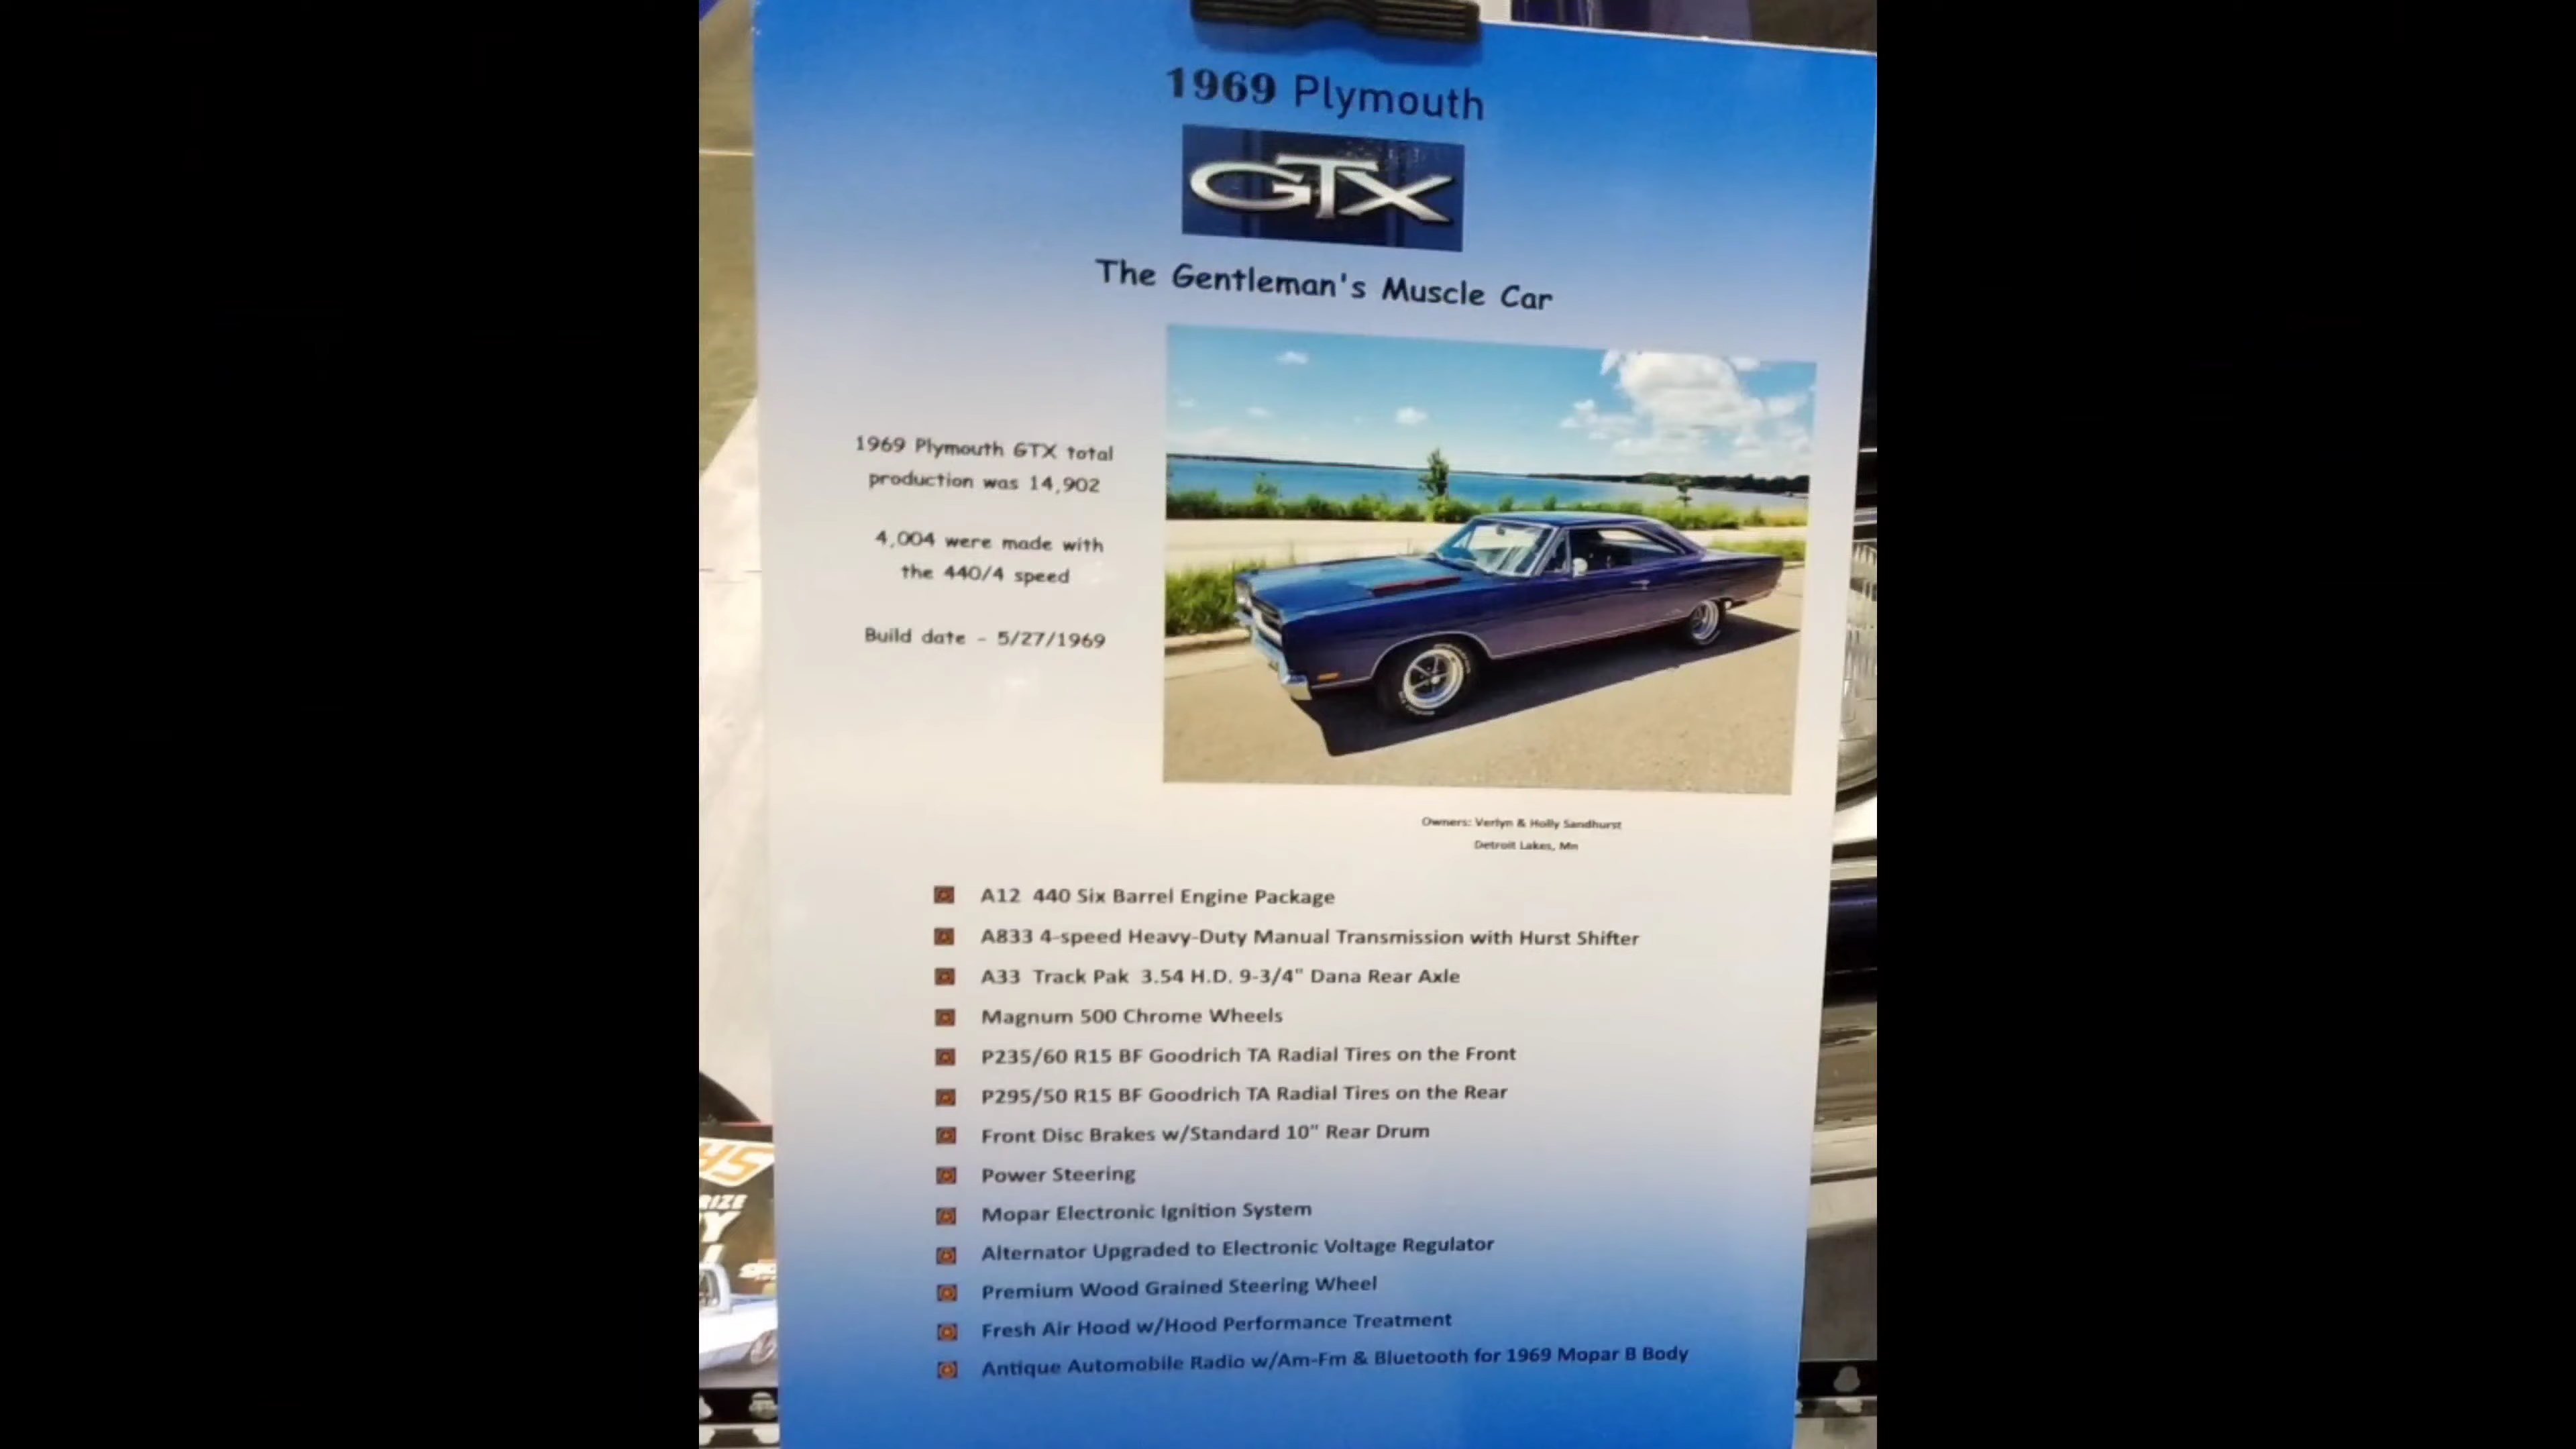 1969 Plymouth
GTX
The Gentleman's Muscle Car
1969 Plymouth GTX total
production was 14,902
4,004 were made with
the 440/4 speed
Build date - 5/27/1969
Owners: Verlyn & Holly Sandhurst
Detroit Lakes, Mn
A12 440 Six Barrel Engine Package
A833 4-speed Heavy-Duty Manual Transmission with Hurst Shifter
A33 Track Pak 3.54 H.D. 9-3/4" Dana Rear Axle
Magnum 500 Chrome Wheels
P235/60 R15 BF Goodrich TA Radial Tires on the Front
P295/50 R15 BF Goodrich TA Radial Tires on the Rear
Front Disc Brakes w/Standard 10" Rear Drum
Power Steering
Mopar Electronic Ignition System
Alternator Upgraded to Electronic Voltage Regulator
Premium Wood Grained Steering Wheel
Fresh Air Hood w/Hood Performance Treatment
Antique Automobile Radio w/Am-Fm & Bluetooth for 1969 Mopar B Body